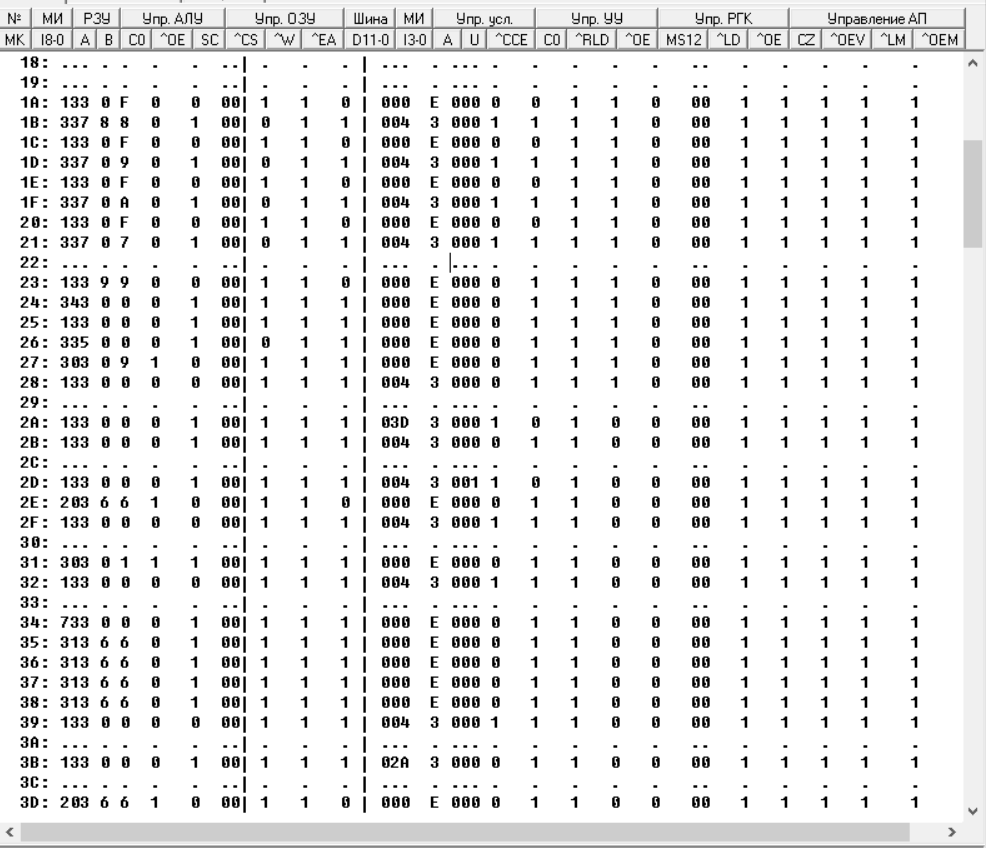 № МИ РЗУ Упр. АЛУ Упр. ОЗУ Шина МИ Упр. усл. Упр. УУ Упр. РГК Управление АП
МК I8-0 A B C0 ^OE SC ^CS ^W ^EA D11-0 I3-0 A U ^CCE C0 ^RLD ^OE MS12 ^LD ^OE CZ ^OEV ^LM ^OEM
18: ... . . . . ..| . . . | ... . ... . . . . .. . . . . .
19: ... . . . . ..| . . . | ... . ... . . . . .. . . . . .
1A: 133 0 F 0 0 00| 1 1 0 | 000 E 000 0 0 1 1 0 00 1 1 1 1 1
1B: 337 8 8 0 1 00| 0 1 1 | 004 3 000 1 1 1 1 0 00 1 1 1 1 1
1C: 133 0 F 0 0 00| 1 1 0 | 000 E 000 0 0 1 1 0 00 1 1 1 1 1
1D: 337 0 9 0 1 00| 0 1 1 | 004 3 000 1 1 1 1 0 00 1 1 1 1 1
1E: 133 0 F 0 0 00| 1 1 0 | 000 E 000 0 0 1 1 0 00 1 1 1 1 1
1F: 337 0 A 0 1 00| 0 1 1 | 004 3 000 1 1 1 1 0 00 1 1 1 1 1
20: 133 0 F 0 0 00| 1 1 0 | 000 E 000 0 0 1 1 0 00 1 1 1 1 1
21: 337 0 7 0 1 00| 0 1 1 | 004 3 000 1 1 1 1 0 00 1 1 1 1 1
22: ... . . . . ..| . . . | ... . ... . . . . . .. . . . . .
23: 133 9 9 0 0 00| 1 1 0 | 000 E 000 0 1 1 1 0 00 1 1 1 1 1
24: 343 0 0 0 1 00| 1 1 1 | 000 E 000 0 1 1 1 0 00 1 1 1 1 1
25: 133 0 0 0 1 00| 1 1 1 | 000 E 000 0 1 1 1 0 00 1 1 1 1 1
26: 335 0 0 0 1 00| 0 1 1 | 000 E 000 0 1 1 1 0 00 1 1 1 1 1
27: 303 0 9 1 0 00| 1 1 1 | 000 E 000 0 1 1 1 0 00 1 1 1 1 1
28: 133 0 0 0 0 00| 1 1 1 | 004 3 000 0 1 1 1 0 00 1 1 1 1 1
29: ... . . . . ..| . . . | ... . ... . . . . . .. . . . . .
2A: 133 0 0 0 1 00| 1 1 1 | 03D 3 000 1 0 1 0 0 00 1 1 1 1 1
2B: 133 0 0 0 1 00| 1 1 1 | 004 3 000 0 1 1 0 0 00 1 1 1 1 1
2C: ... . . . . ..| . . . | ... . ... . . . . . .. . . . . .
2D: 133 0 0 0 1 00| 1 1 1 | 004 3 001 1 0 1 0 0 00 1 1 1 1 1
2E: 203 6 6 1 0 00| 1 1 0 | 000 E 000 0 1 1 0 0 00 1 1 1 1 1
2F: 133 0 0 0 0 00| 1 1 1 | 004 3 000 1 1 1 0 0 00 1 1 1 1 1
30: ... . . . . ..| . . . | ... . ... . . . . . .. . . . . .
31: 303 0 1 1 1 00| 1 1 1 | 000 E 000 0 1 1 0 0 00 1 1 1 1 1
32: 133 0 0 0 0 00| 1 1 1 | 004 3 000 1 1 1 0 0 00 1 1 1 1 1
33: ... . . . . ..| . . . | ... . ... . . . . . .. . . . . .
34: 733 0 0 0 1 00| 1 1 1 | 000 E 000 0 1 1 0 0 00 1 1 1 1 1
35: 313 6 6 0 1 00| 1 1 1 | 000 E 000 0 1 1 0 0 00 1 1 1 1 1
36: 313 6 6 0 1 00| 1 1 1 | 000 E 000 0 1 1 0 0 00 1 1 1 1 1
37: 313 6 6 0 1 00| 1 1 1 | 000 E 000 0 1 1 0 0 00 1 1 1 1 1
38: 313 6 6 0 1 00| 1 1 1 | 000 E 000 0 1 1 0 0 00 1 1 1 1 1
39: 133 0 0 0 0 00| 1 1 1 | 004 3 000 1 1 1 0 0 00 1 1 1 1 1
3A: ... . . . . ..| . . . | ... . ... . . . . . .. . . . . .
3B: 133 0 0 0 1 00| 1 1 1 | 02A 3 000 0 1 1 0 0 00 1 1 1 1 1
3C: ... . . . . ..| . . . | ... . ... . . . . . .. . . . . .
3D: 203 6 6 1 0 00| 1 1 0 | 000 E 000 0 1 1 0 0 00 1 1 1 1 1